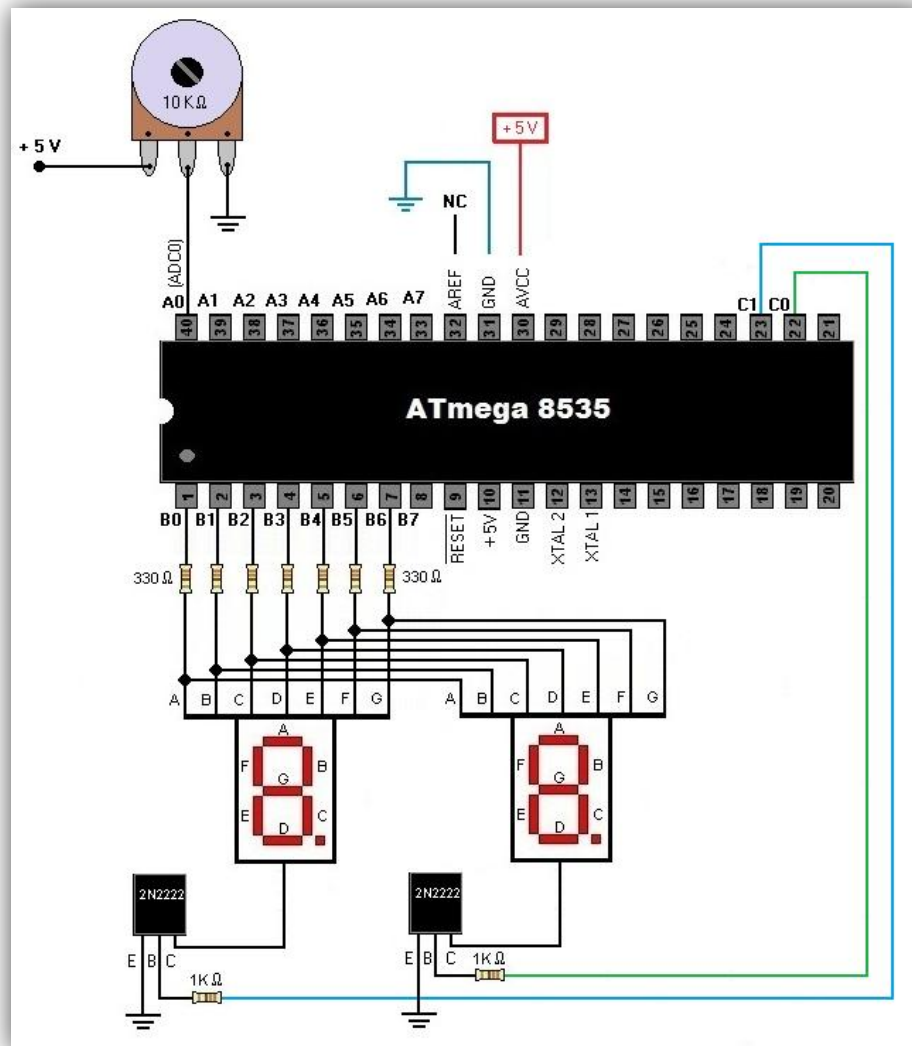 10 KΩ
+ 5 V
+5 V
NC
(ADC0)
AREF
GND
AVCC
A0 A1 A2 A3 A4 A5 A6 A7
C1 C0
40 39 38 37 36 35 34 33 32 31 30 29 28 27 26 25 24 23 22 21
ATmega 8535
1 2 3 4 5 6 7 8 9 10 11 12 13 14 15 16 17 18 19 20
B0 B1 B2 B3 B4 B5 B6 B7
RESET
+5V
GND
XTAL 2
XTAL 1
330 Ω
330 Ω
A B C D E F G
A B C D E F G
A
F B
G
E C
D
A
F B
G
E C
D
2N2222
2N2222
E B C
1K Ω
E B C
1K Ω